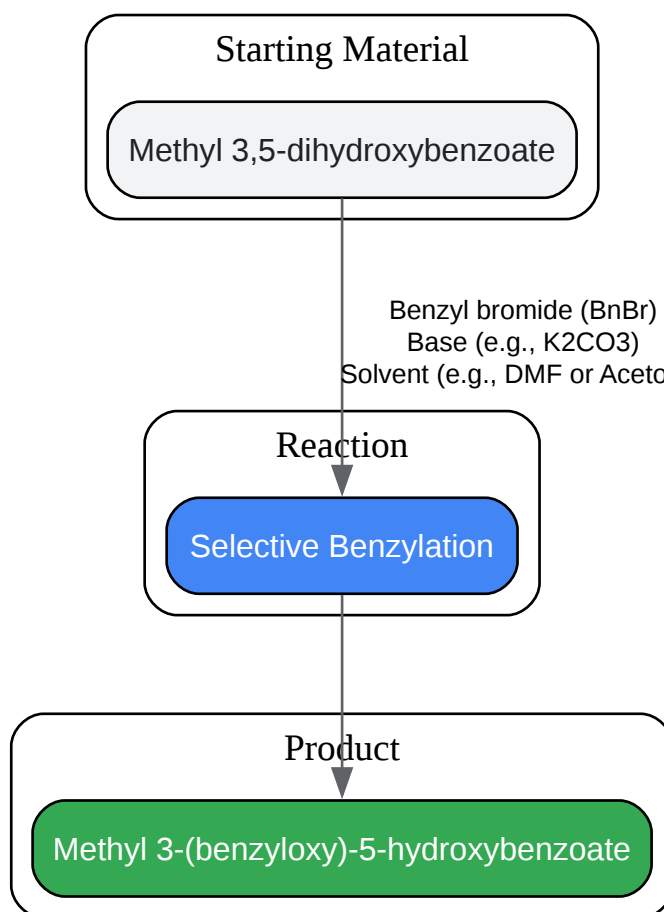 Starting Material
Methyl 3,5-dihydroxybenzoate
Benzyl bromide (BnBr)
Base (e.g., K2CO3)
Solvent (e.g., DMF or Aceto
Reaction
Selective Benzylation
Product
Methyl 3-(benzyloxy)-5-hydroxybenzoate